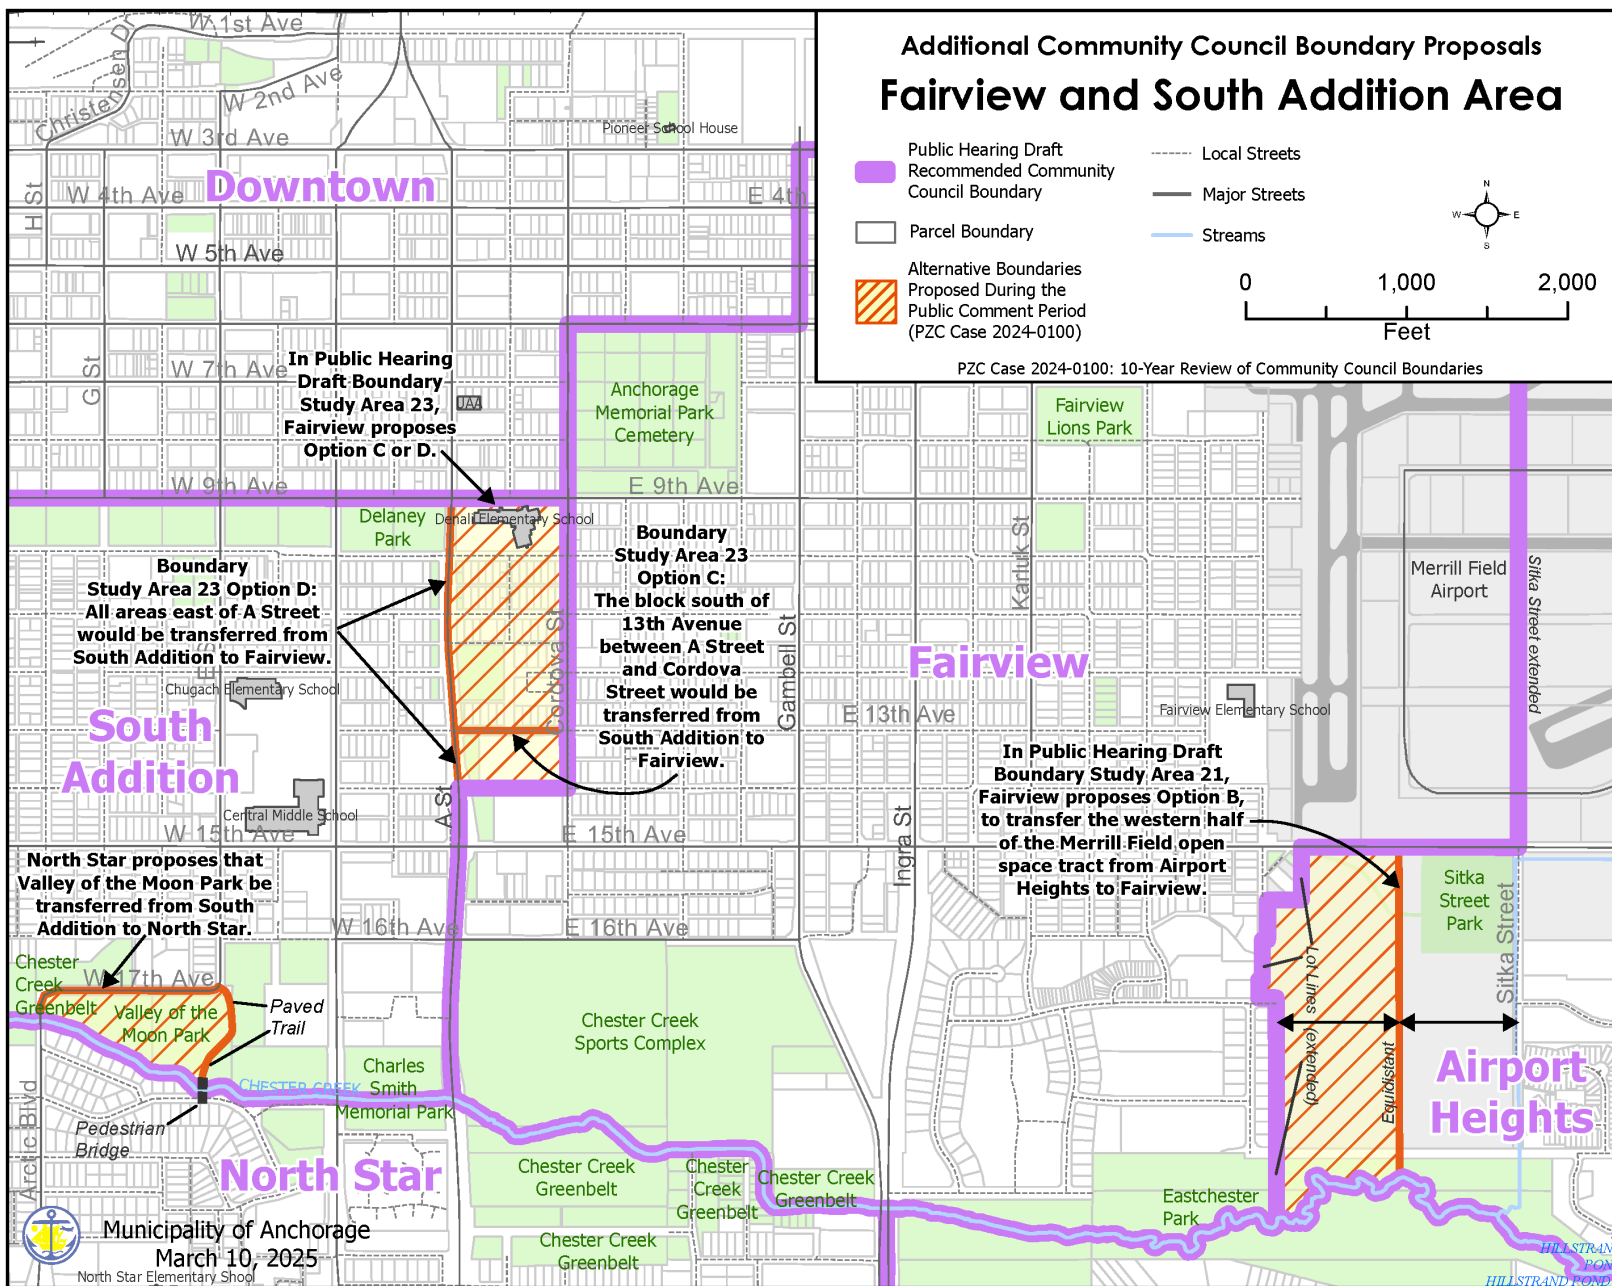 Additional Community Council Boundary Proposals
Fairview and South Addition Area
Public Hearing Draft
Recommended Community
Council Boundary
Parcel Boundary
Alternative Boundaries
Proposed During the
Public Comment Period
(PZC Case 2024-0100)
Local Streets
Major Streets
Streams
N
W
E
S
0
1,000
2,000
Feet
PZC Case 2024-0100: 10-Year Review of Community Council Boundaries
W 1st Ave
Christensen Dr
W 2nd Ave
W 3rd Ave
Pioneer School House
Downtown
W 4th Ave
E 4th
H St
W 5th Ave
G St
W 7th Ave
In Public Hearing
Draft Boundary
Study Area 23,
Fairview proposes
Option C or D.
UAA
Anchorage
Memorial Park
Cemetery
Fairview
Lions Park
W 9th Ave
E 9th Ave
Delaney
Park
Denali Elementary School
Boundary
Study Area 23 Option D:
All areas east of A Street
would be transferred from
South Addition to Fairview.
Boundary
Study Area 23
Option C:
The block south of
13th Avenue
between A Street
and Cordova
Street would be
transferred from
South Addition to
Fairview.
Cordova St
Gambell St
Karluk St
Merrill Field
Airport
Sitka Street extended
Fairview
E St
Chugach Elementary School
South
Addition
E 13th Ave
Fairview Elementary School
In Public Hearing Draft
Boundary Study Area 21,
Fairview proposes Option B,
to transfer the western half
of the Merrill Field open
space tract from Airport
Heights to Fairview.
Central Middle School
A St
W 15th Ave
E 15th Ave
Ingra St
North Star proposes that
Valley of the Moon Park be
transferred from South
Addition to North Star.
W 16th Ave
E 16th Ave
Sitka
Street
Park
Sitka Street
Chester
Creek
Greenbelt
W 17th Ave
Valley of the
Moon Park
Paved
Trail
Lot Lines (extended)
Equidistant
Chester Creek
Sports Complex
Charles
Smith
Memorial Park
CHESTER CREEK
Airport
Heights
Arctic Blvd
Pedestrian
Bridge
North Star
Chester Creek
Greenbelt
Chester
Creek
Greenbelt
Chester Creek
Greenbelt
Eastchester
Park
Chester Creek
Greenbelt
Municipality of Anchorage
March 10, 2025
North Star Elementary Shool
HILLSTRAN
PON
HILLSTRAND POND